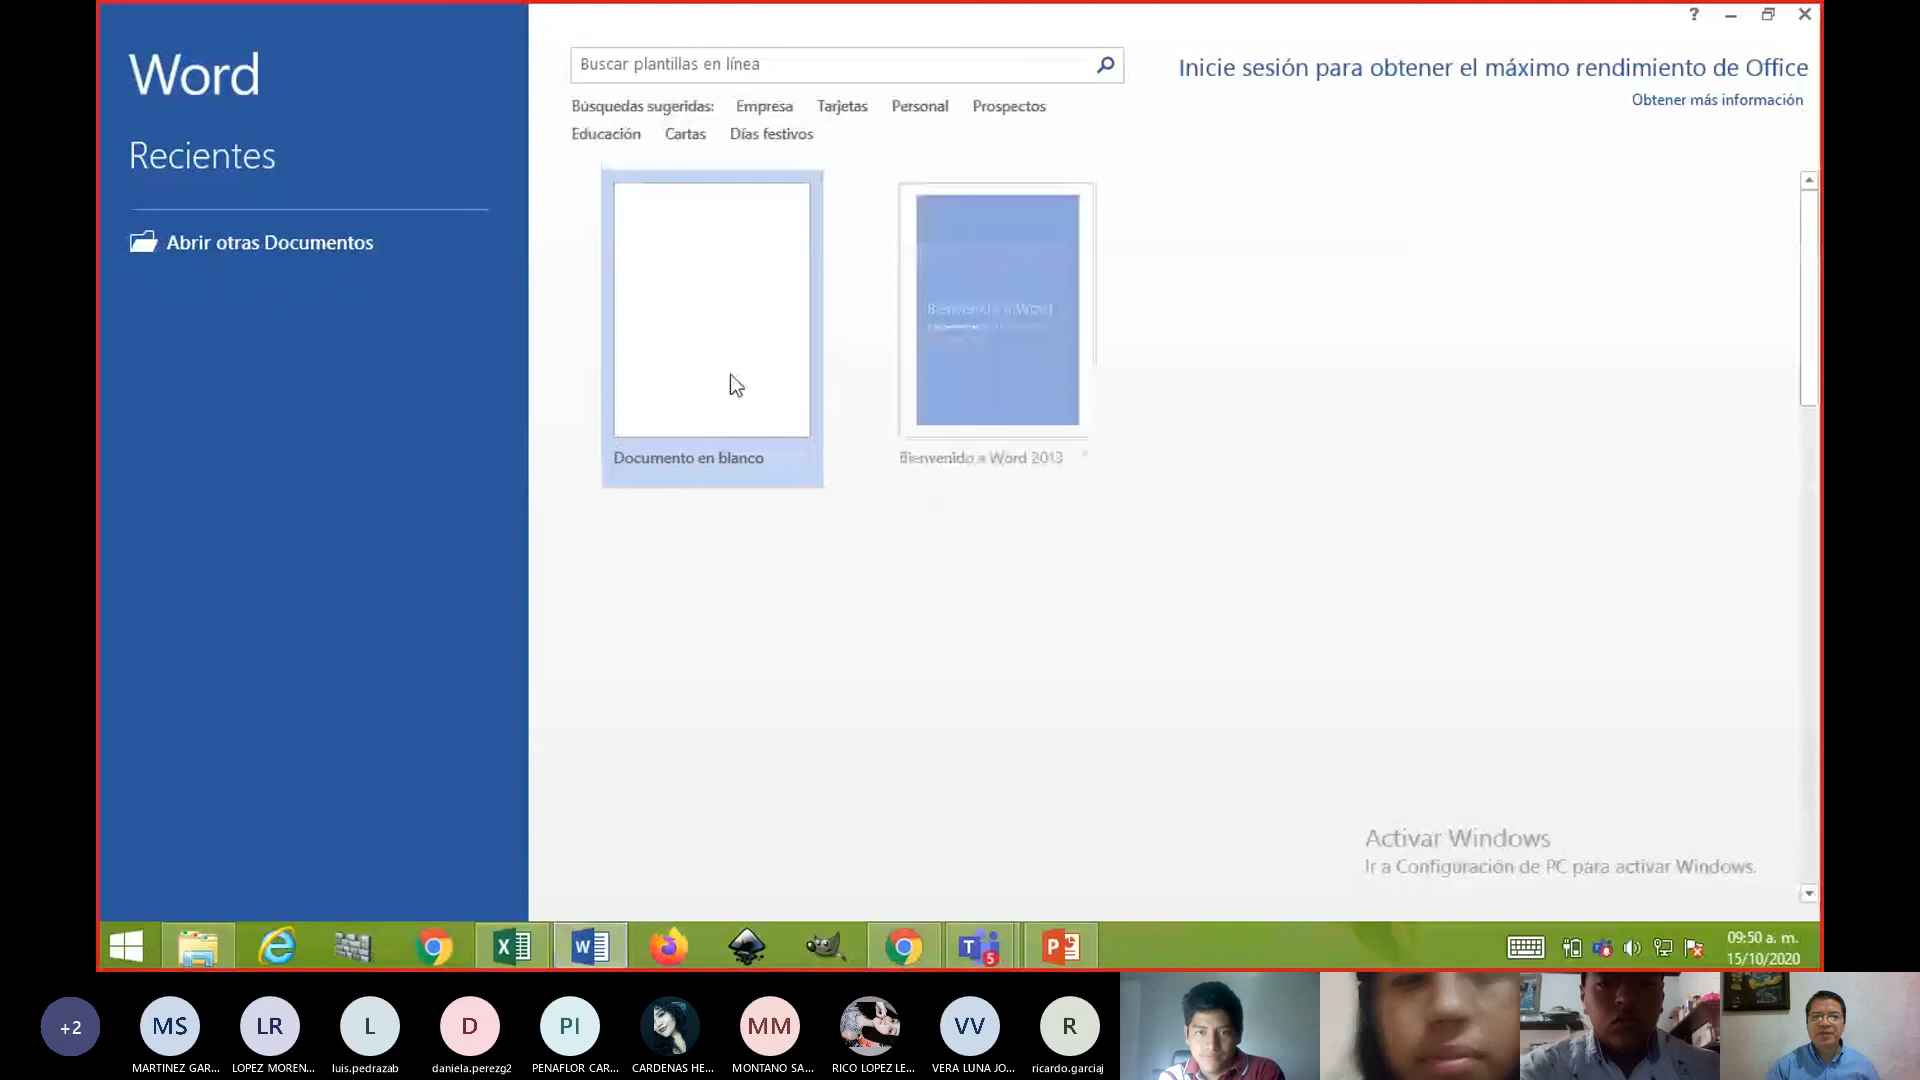 Word
Recientes
Abrir otras Documentos
Buscar plantillas en línea
Búsquedas sugeridas: Empresa Tarjetas Personal Prospectos
Educación Cartas Días festivos
? 
Inicie sesión para obtener el máximo rendimiento de Office
Obtener más información
Bienvenido a Word
Documento en blanco
Bienvenido a Word 2013
Activar Windows
Ir a Configuración de PC para activar Windows.
5
09:50 a. m.
15/10/2020
+2
MS
LR
L
D
PI
MM
VV
R
MARTINEZ GAR...
LOPEZ MOREN...
luis.pedrazab
daniela.perezg2
PENAFLOR CAR...
CARDENAS HE...
MONTANO SA...
RICO LOPEZ LE...
VERA LUNA JO...
ricardo.garciaj